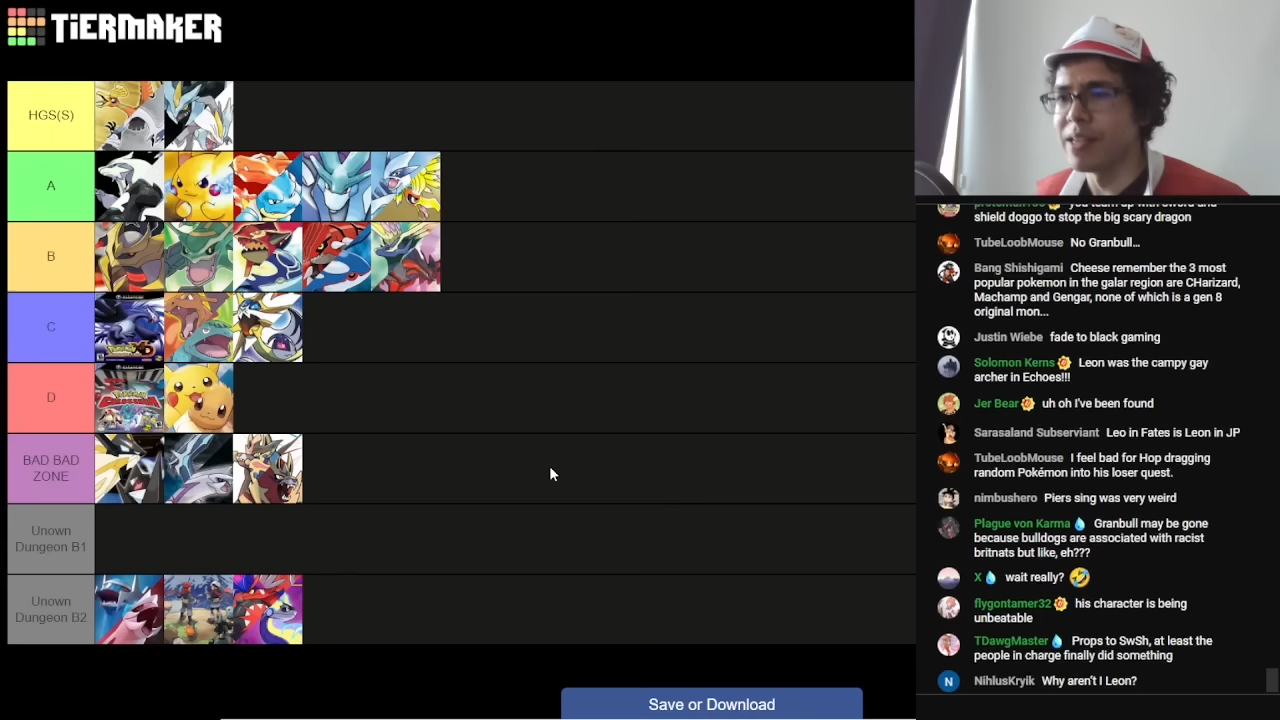 TIERMAKER
HGS(S)
A
B
C
D
BAD BAD
ZONE
Unown
Dungeon B1
Unown
Dungeon B2
Save or Download
you team up with sword and
shield doggo to stop the big scary dragon
TubeLoobMouse No Granbull...
Bang Shishigami Cheese remember the 3 most
popular pokemon in the galar region are CHarizard,
Machamp and Gengar, none of which is a gen 8
original mon...
Justin Wiebe fade to black gaming
Solomon Kerns Leon was the campy gay
archer in Echoes!!!
Jer Bear uh oh I've been found
Sarasaland Subserviant Leo in Fates is Leon in JP
TubeLoobMouse I feel bad for Hop dragging
random Pokémon into his loser quest.
nimbushero Piers sing was very weird
Plague von Karma Granbull may be gone
because bulldogs are associated with racist
britnats but like, eh???
X wait really? 🤣
flygontamer32 his character is being
unbeatable
TDawgMaster Props to SwSh, at least the
people in charge finally did something
N NihlusKryik Why aren't I Leon?